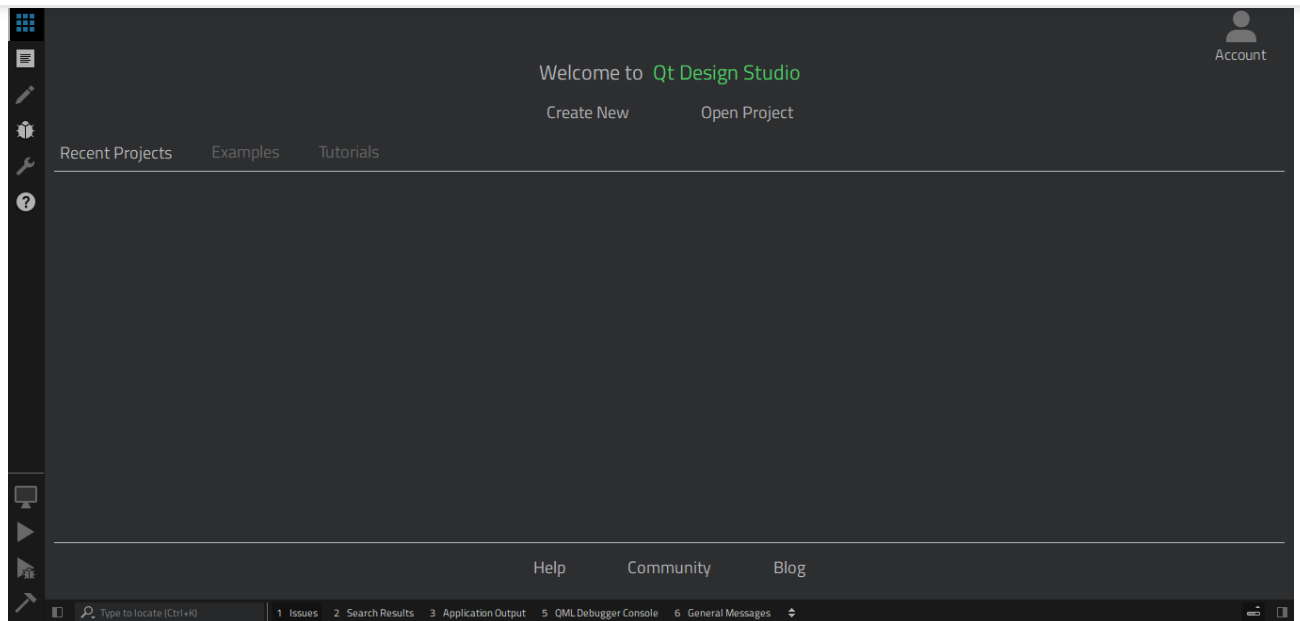 Account
Welcome to Qt Design Studio
Create New Open Project
Recent Projects Examples Tutorials
Help Community Blog
Type to locate (Ctrl+K) 1 Issues 2 Search Results 3 Application Output 5 QML Debugger Console 6 General Messages